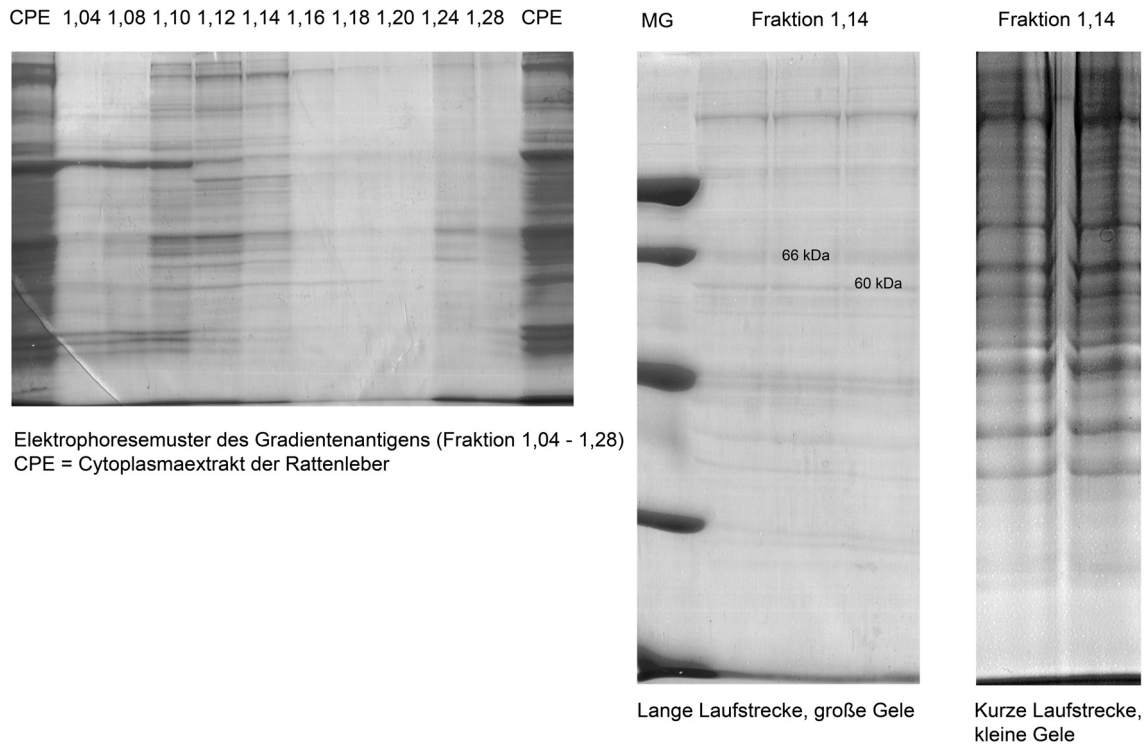 CPE 1,04 1,08 1,10 1,12 1,14 1,16 1,18 1,20 1,24 1,28 CPE
Elektrophoresemuster des Gradientenantigens (Fraktion 1,04 - 1,28)
CPE = Cytoplasmaextrakt der Rattenleber
MG Fraktion 1,14
66 kDa
60 kDa
Lange Laufstrecke, große Gele
Fraktion 1,14
Kurze Laufstrecke,
kleine Gele